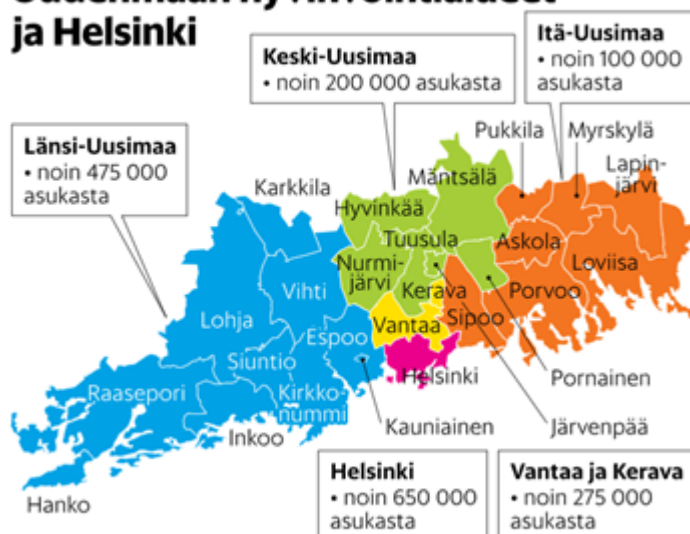 ja Helsinki
Itä-Uusimaa
• noin 100 000
asukasta
Keski-Uusimaa
• noin 200 000 asukasta
Länsi-Uusimaa
• noin 475 000
asukasta
Pukkila
Myrskylä
Lapin-
järvi
Karkkila
Mäntsälä
Hyvinkää
Tuusula
Askola
Nurmi-
järvi
Loviisa
Vihti
Kerava
Porvoo
Lohja
Espoo
Vantaa
Sipoo
Siuntio
Raasepori
Kirkko-
nummi
Helsinki
Pornainen
Inkoo
Kauniainen
Järvenpää
Hanko
Helsinki
• noin 650 000
asukasta
Vantaa ja Kerava
• noin 275 000
asukasta